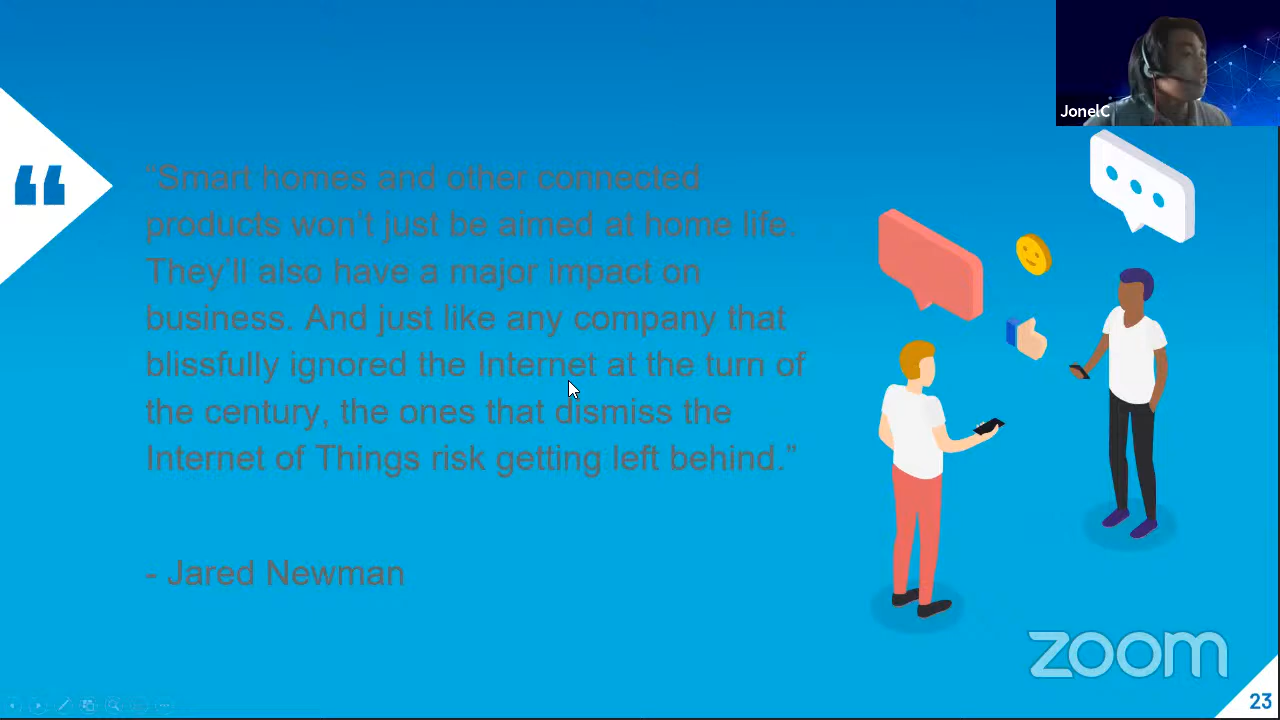 JonelC
“Smart homes and other connected
products won’t just be aimed at home life.
They’ll also have a major impact on
business. And just like any company that
blissfully ignored the Internet at the turn of
the century, the ones that dismiss the
Internet of Things risk getting left behind.”
- Jared Newman
zoom
23